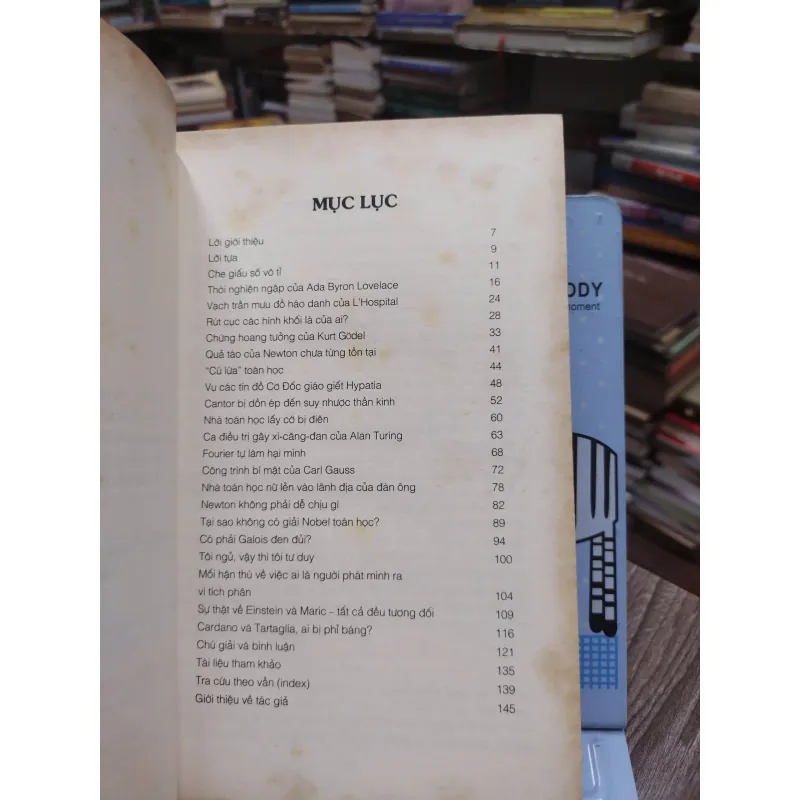 MỤC LỤC
Lời giới thiệu 7
Lời tựa 9
Che giấu số vô tỉ 11
Thói nghiện ngập của Ada Byron Lovelace 16
Vạch trần mưu đồ háo danh của L'Hospital 24
Rút cục các hình khối là của ai? 28
Chứng hoang tưởng của Kurt Gödel 33
Quả táo của Newton chưa từng tồn tại 41
"Cú lừa" toán học 44
Vụ các tín đồ Cơ Đốc giáo giết Hypatia 48
Cantor bị dồn ép đến suy nhược thần kinh 52
Nhà toán học lấy cớ bị điên 60
Ca điều trị gây xì-căng-đan của Alan Turing 63
Fourier tự làm hại mình 68
Công trình bí mật của Carl Gauss 72
Nhà toán học nữ lẻn vào lãnh địa của đàn ông 78
Newton không phải dễ chịu gì 82
Tại sao không có giải Nobel toán học? 89
Có phải Galois đen đủi? 94
Tôi ngủ, vậy thì tôi tư duy 100
Mối hận thù về việc ai là người phát minh ra
vi tích phân 104
Sự thật về Einstein và Maric – tất cả đều tương đối 109
Cardano và Tartaglia, ai bị phỉ báng? 116
Chú giải và bình luận 121
Tài liệu tham khảo 135
Tra cứu theo vần (index) 139
Giới thiệu về tác giả 145
ODY
moment